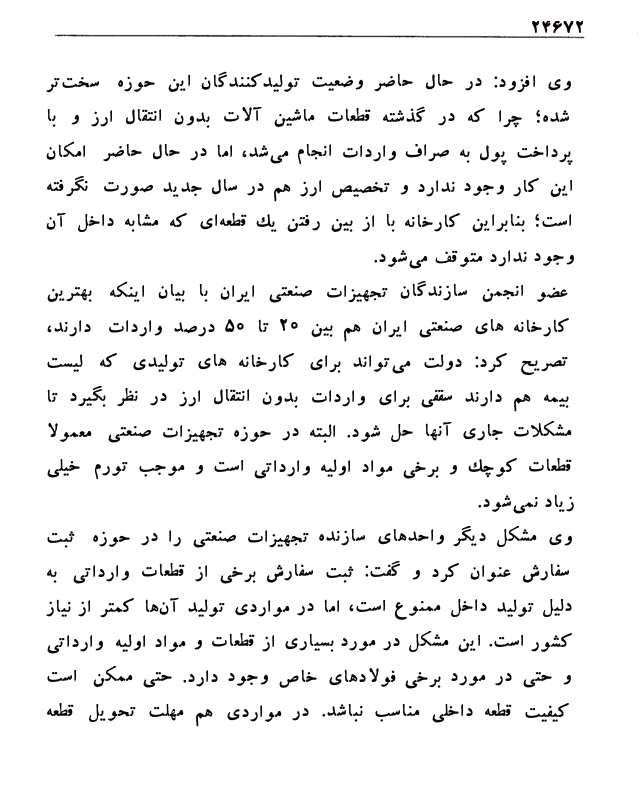 ۲۴۶۷۲
وی افزود: در حال حاضر وضعیت تولیدکنندگان این حوزه سخت‌تر
شده؛ چرا که در گذشته قطعات ماشین آلات بدون انتقال ارز و با
پرداخت پول به صراف واردات انجام می‌شد، اما در حال حاضر امکان
این کار وجود ندارد و تخصیص ارز هم در سال جدید صورت نگرفته
است؛ بنابراین کارخانه با از بین رفتن یك قطعه‌ای که مشابه داخل آن
وجود ندارد متوقف می‌شود.
عضو انجمن سازندگان تجهیزات صنعتی ایران با بیان اینکه بهترین
کارخانه های صنعتی ایران هم بین ۲۰ تا ۵۰ درصد واردات دارند،
تصریح کرد: دولت می‌تواند برای کارخانه های تولیدی که لیست
بیمه هم دارند سقفی برای واردات بدون انتقال ارز در نظر بگیرد تا
مشکلات جاری آنها حل شود. البته در حوزه تجهیزات صنعتی معمولا
قطعات کوچك و برخی مواد اولیه وارداتی است و موجب تورم خیلی
زیاد نمی‌شود.
وی مشکل دیگر واحدهای سازنده تجهیزات صنعتی را در حوزه ثبت
سفارش عنوان کرد و گفت: ثبت سفارش برخی از قطعات وارداتی به
دلیل تولید داخل ممنوع است، اما در مواردی تولید آن‌ها کمتر از نیاز
کشور است. این مشکل در مورد بسیاری از قطعات و مواد اولیه وارداتی
و حتی در مورد برخی فولادهای خاص وجود دارد. حتی ممکن است
کیفیت قطعه داخلی مناسب نباشد. در مواردی هم مهلت تحویل قطعه